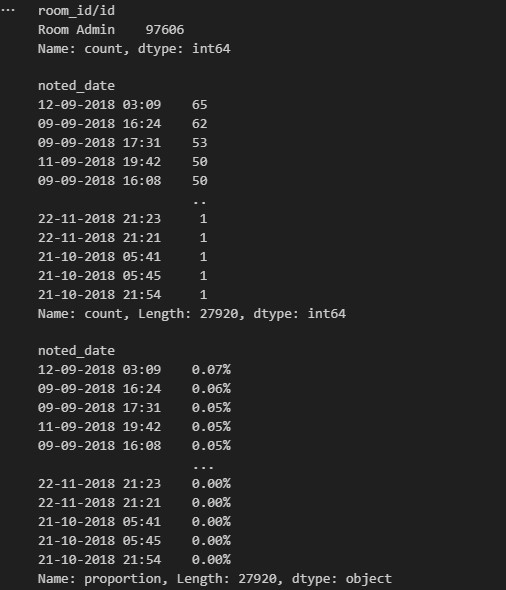 ...
room_id/id
Room Admin    97606
Name: count, dtype: int64
noted_date
12-09-2018 03:09    65
09-09-2018 16:24    62
09-09-2018 17:31    53
11-09-2018 19:42    50
09-09-2018 16:08    50
..
22-11-2018 21:23     1
22-11-2018 21:21     1
21-10-2018 05:41     1
21-10-2018 05:45     1
21-10-2018 21:54     1
Name: count, Length: 27920, dtype: int64
noted_date
12-09-2018 03:09    0.07%
09-09-2018 16:24    0.06%
09-09-2018 17:31    0.05%
11-09-2018 19:42    0.05%
09-09-2018 16:08    0.05%
...
22-11-2018 21:23    0.00%
22-11-2018 21:21    0.00%
21-10-2018 05:41    0.00%
21-10-2018 05:45    0.00%
21-10-2018 21:54    0.00%
Name: proportion, Length: 27920, dtype: object